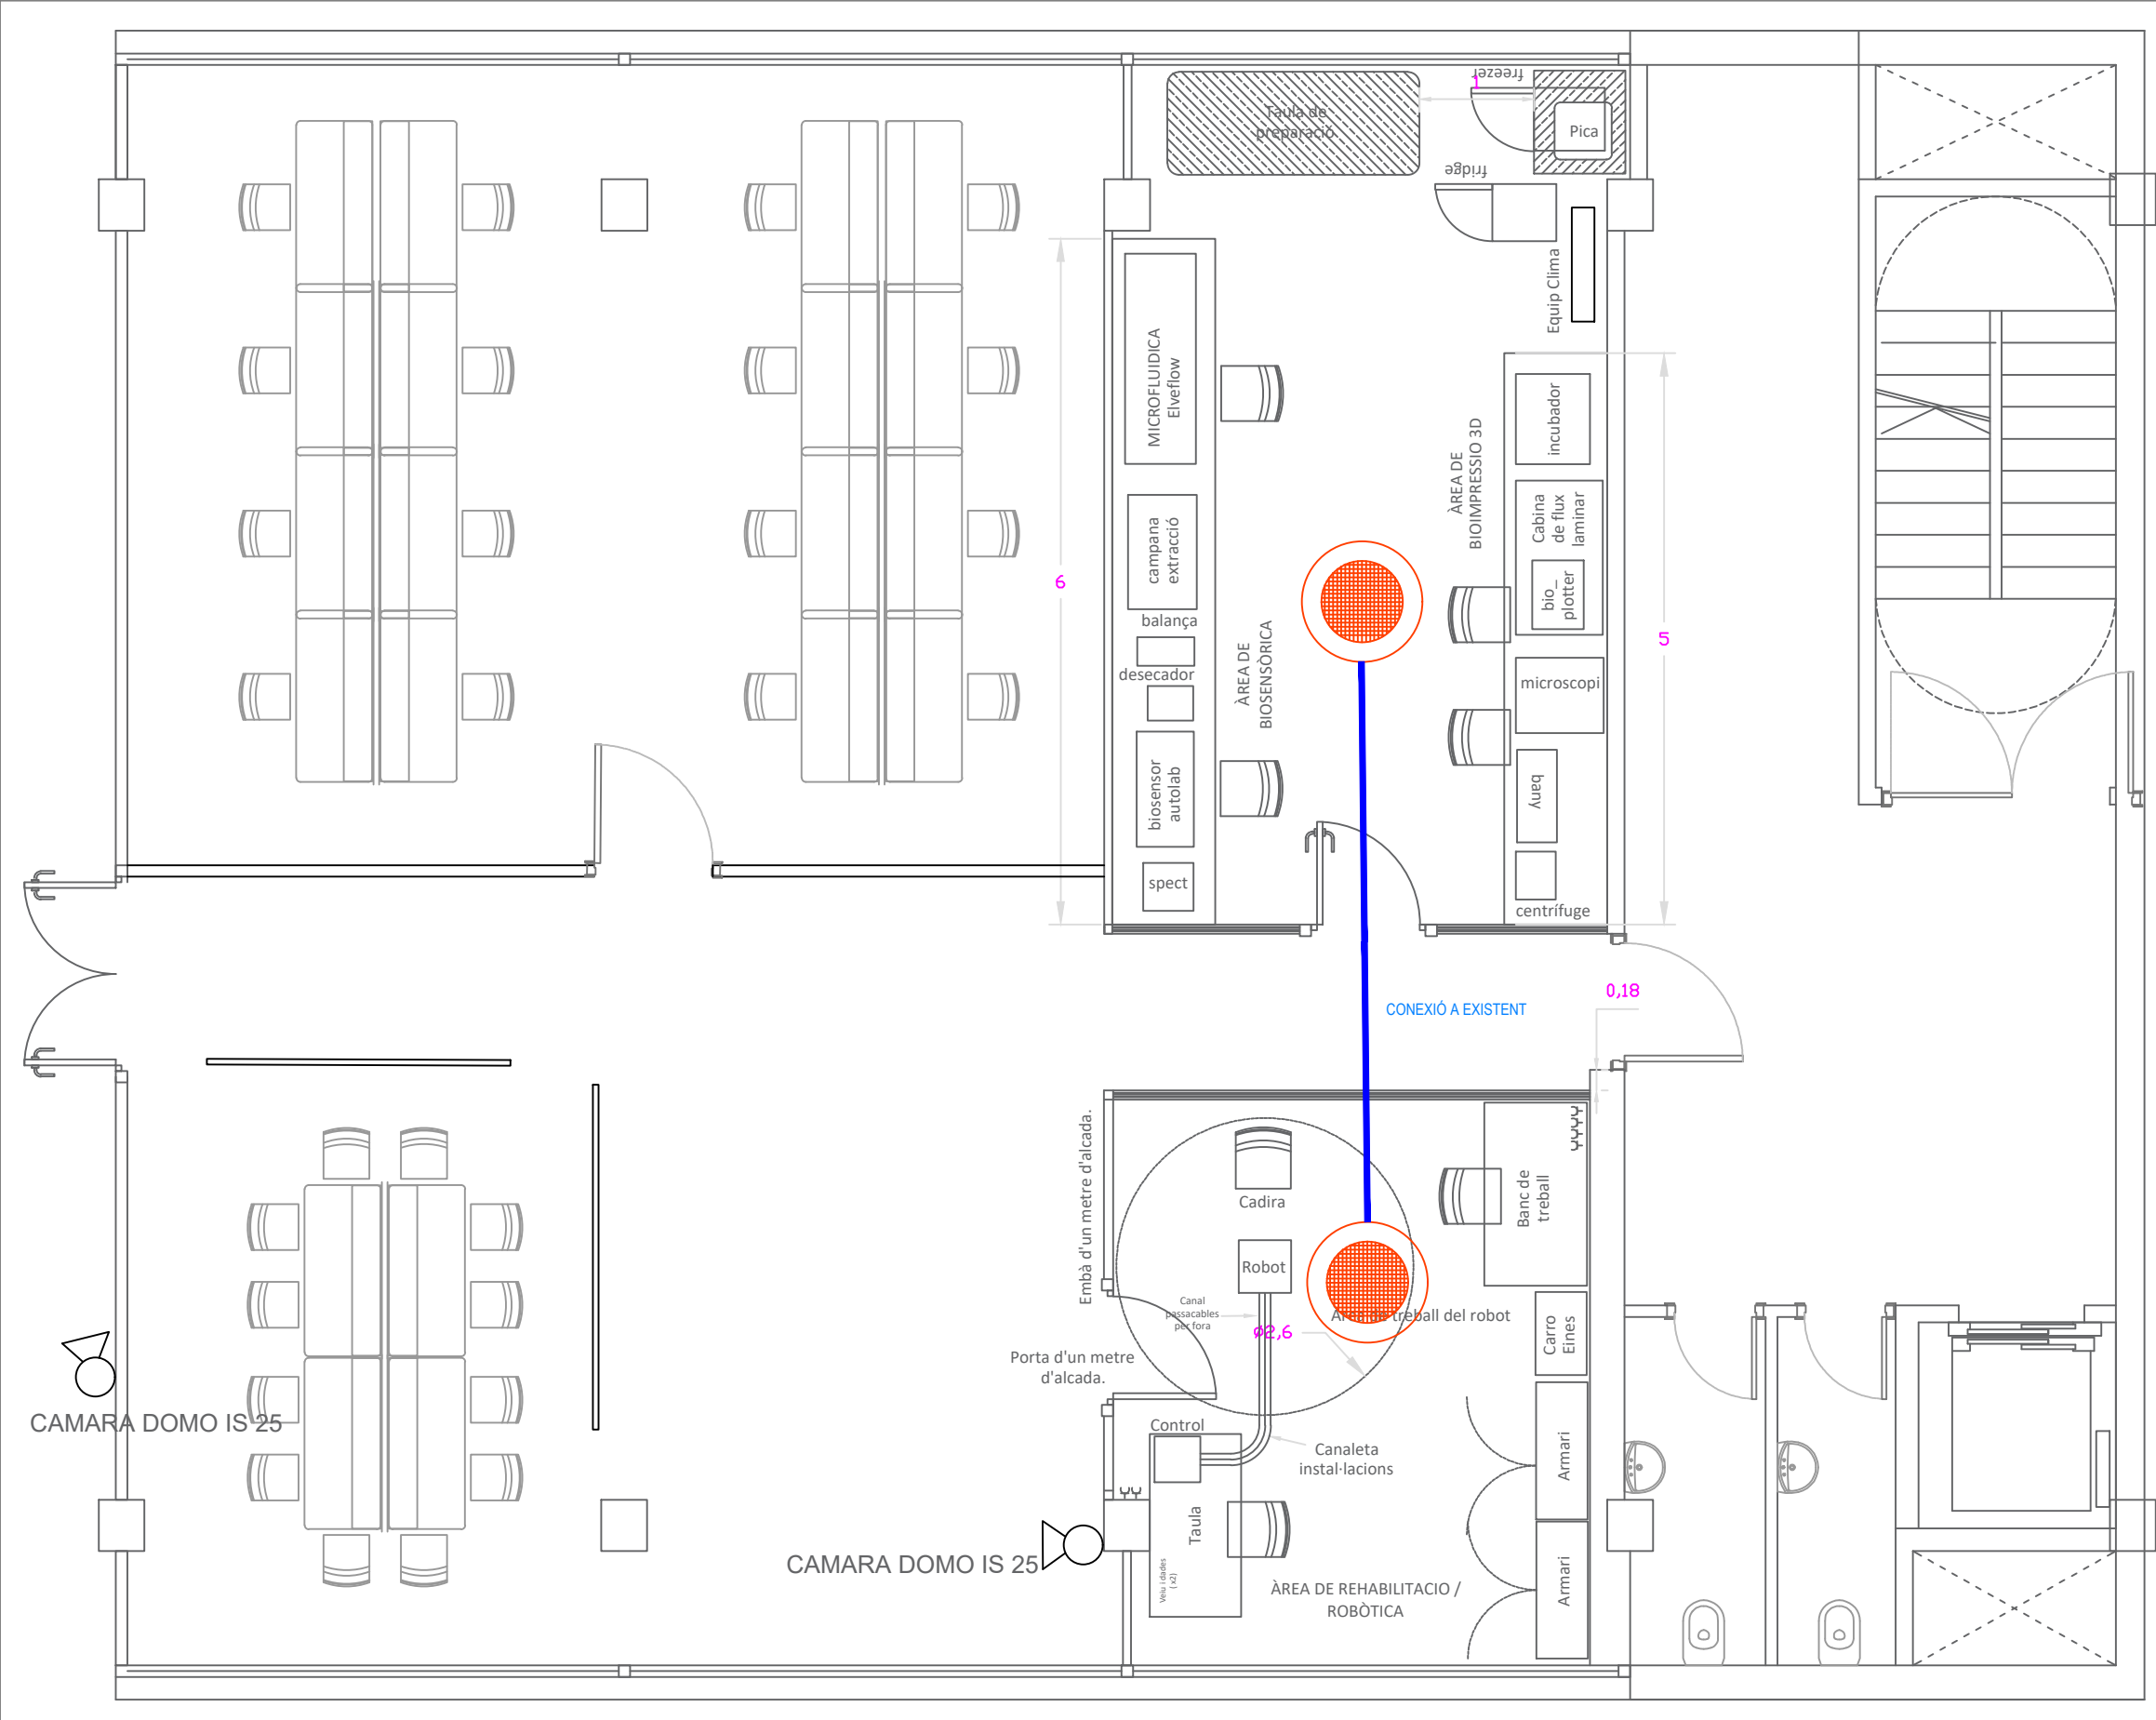 freezer
1
Taula de
preparació
Pica
fridge
Equip Clima
MICROFLUIDICA
Elveflow
incubador
ÀREA DE
BIOIMPRESSIO 3D
Cabina
de flux
laminar
campana
extracció
bio_
plotter
6
balança
5
ÀREA DE
BIOSENSÒRICA
desecador
microscopi
biosensor
autolab
bany
spect
centrífuge
0,18
CONEXIÓ A EXISTENT
Embà d'un metre d'alcada.
Cadira
Banc de
treball
Robot
Canal
passacables
per fora
Àrea de treball del robot
ø2,6
Carro
Eines
Porta d'un metre
d'alcada.
CAMARA DOMO IS 25
Control
Canaleta
instal·lacions
Armari
Taula
CAMARA DOMO IS 25
Veu i dades
(x2)
Armari
ÀREA DE REHABILITACIO /
ROBÒTICA